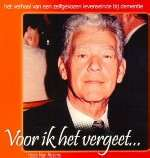 het verhaal van een zelfgekozen levenseinde bij dementie
Voor ik het vergeet...